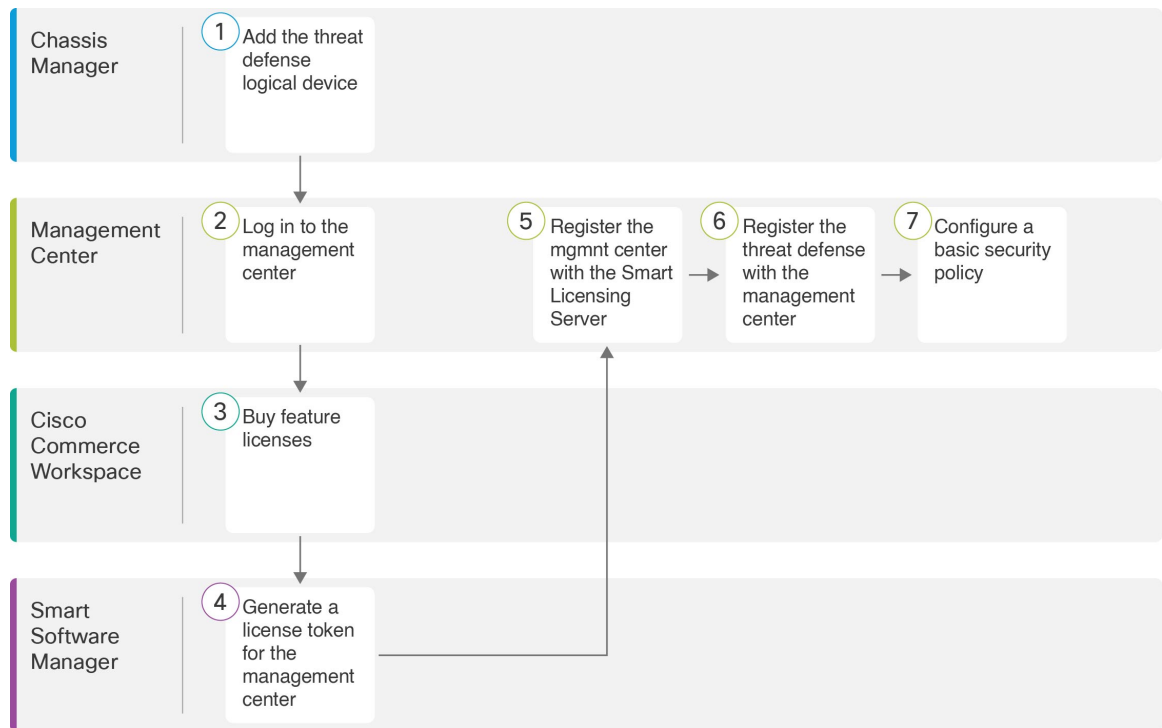 Chassis
Manager
1
Add the threat
defense
logical device
Management
Center
2
Log in to the
management
center
5
Register the
mgmnt center
with the Smart
Licensing
Server
6
Register the
threat defense
with the
management
center
7
Configure a
basic security
policy
Cisco
Commerce
Workspace
3
Buy feature
licenses
Smart
Software
Manager
4
Generate a
license token
for the
management
center